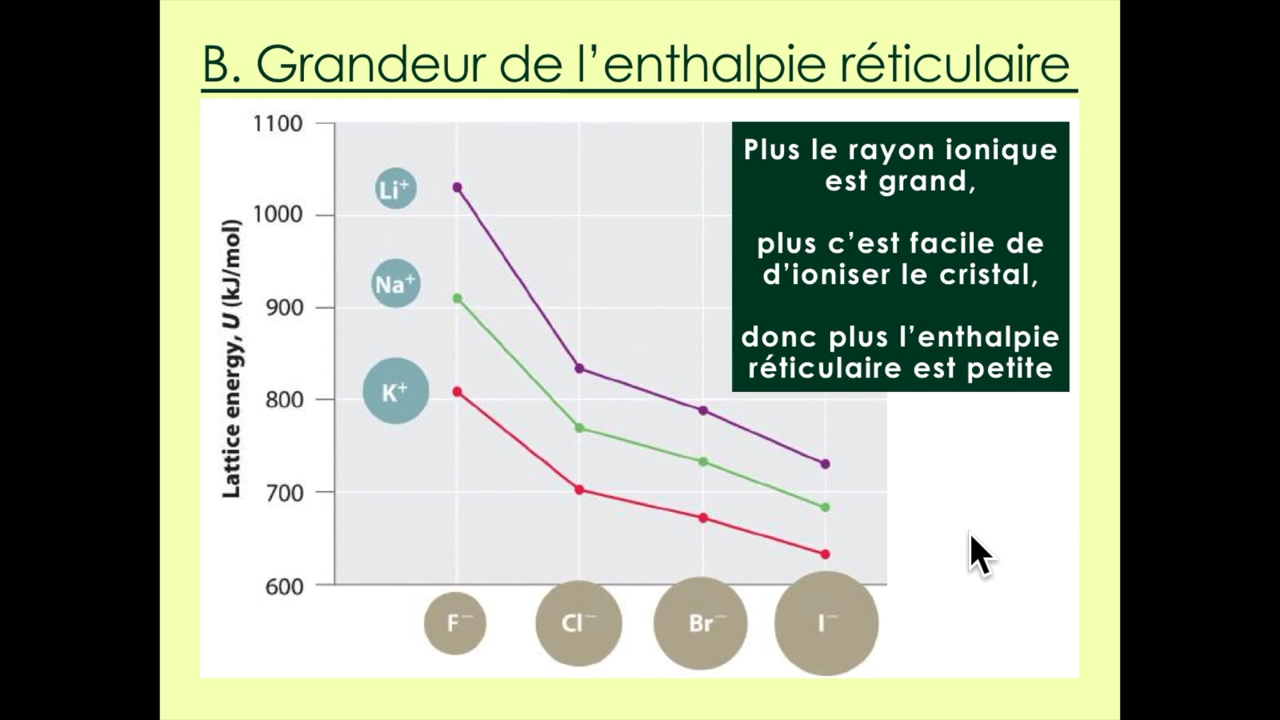 B. Grandeur de l’enthalpie réticulaire
Plus le rayon ionique
est grand,
plus c’est facile de
d’ioniser le cristal,
donc plus l’enthalpie
réticulaire est petite
Lattice energy, U (kJ/mol)
1100
1000
900
800
700
600
Li⁺
Na⁺
K⁺
F⁻
Cl⁻
Br⁻
I⁻